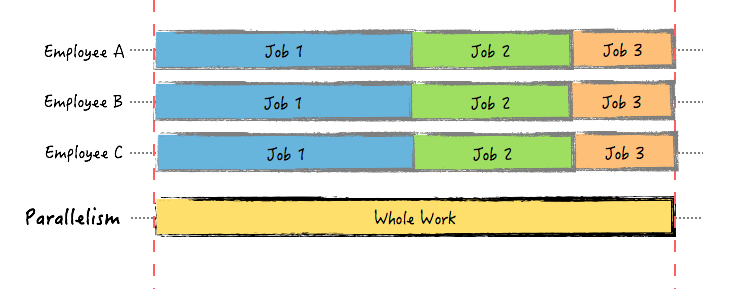 Employee A Job 1 Job 2 Job 3
Employee B Job 1 Job 2 Job 3
Employee C Job 1 Job 2 Job 3
Parallelism Whole Work